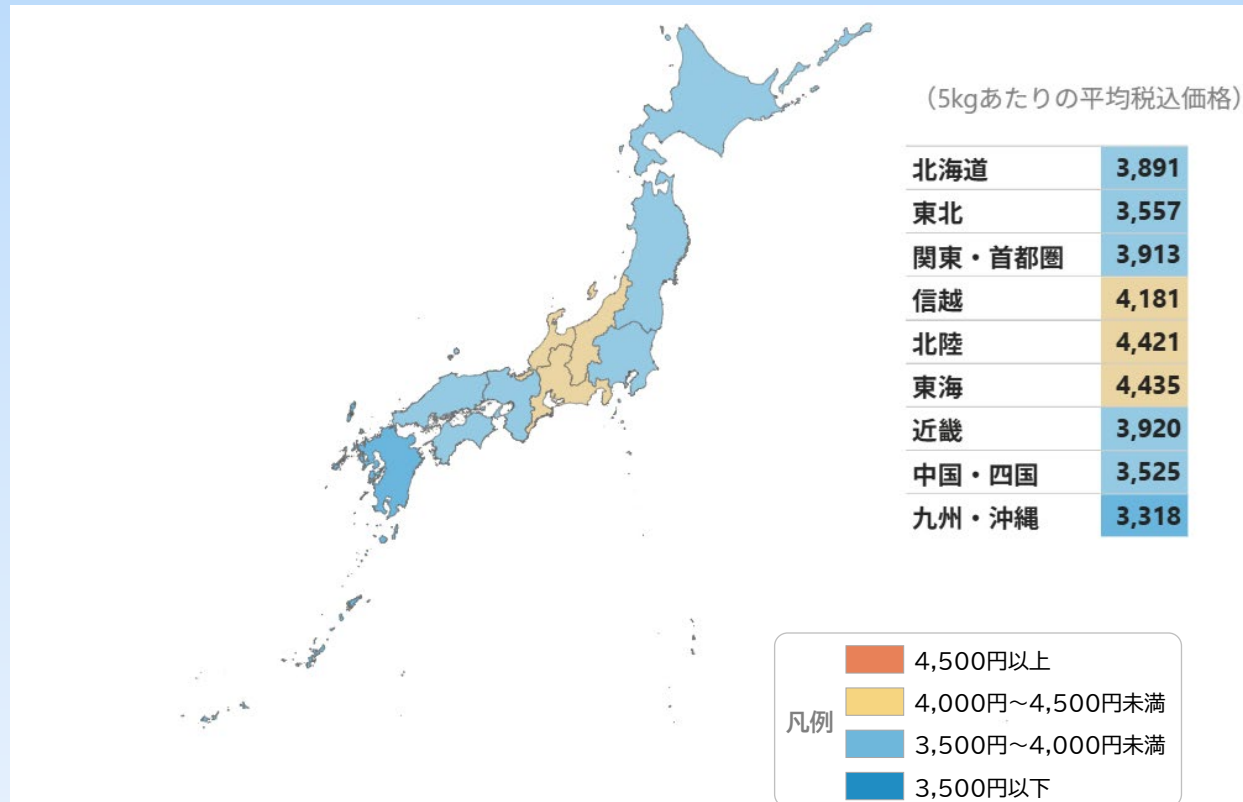 （5kgあたりの平均税込価格）
北海道 3,891
東北 3,557
関東・首都圏 3,913
信越 4,181
北陸 4,421
東海 4,435
近畿 3,920
中国・四国 3,525
九州・沖縄 3,318
凡例
4,500円以上
4,000円～4,500円未満
3,500円～4,000円未満
3,500円以下